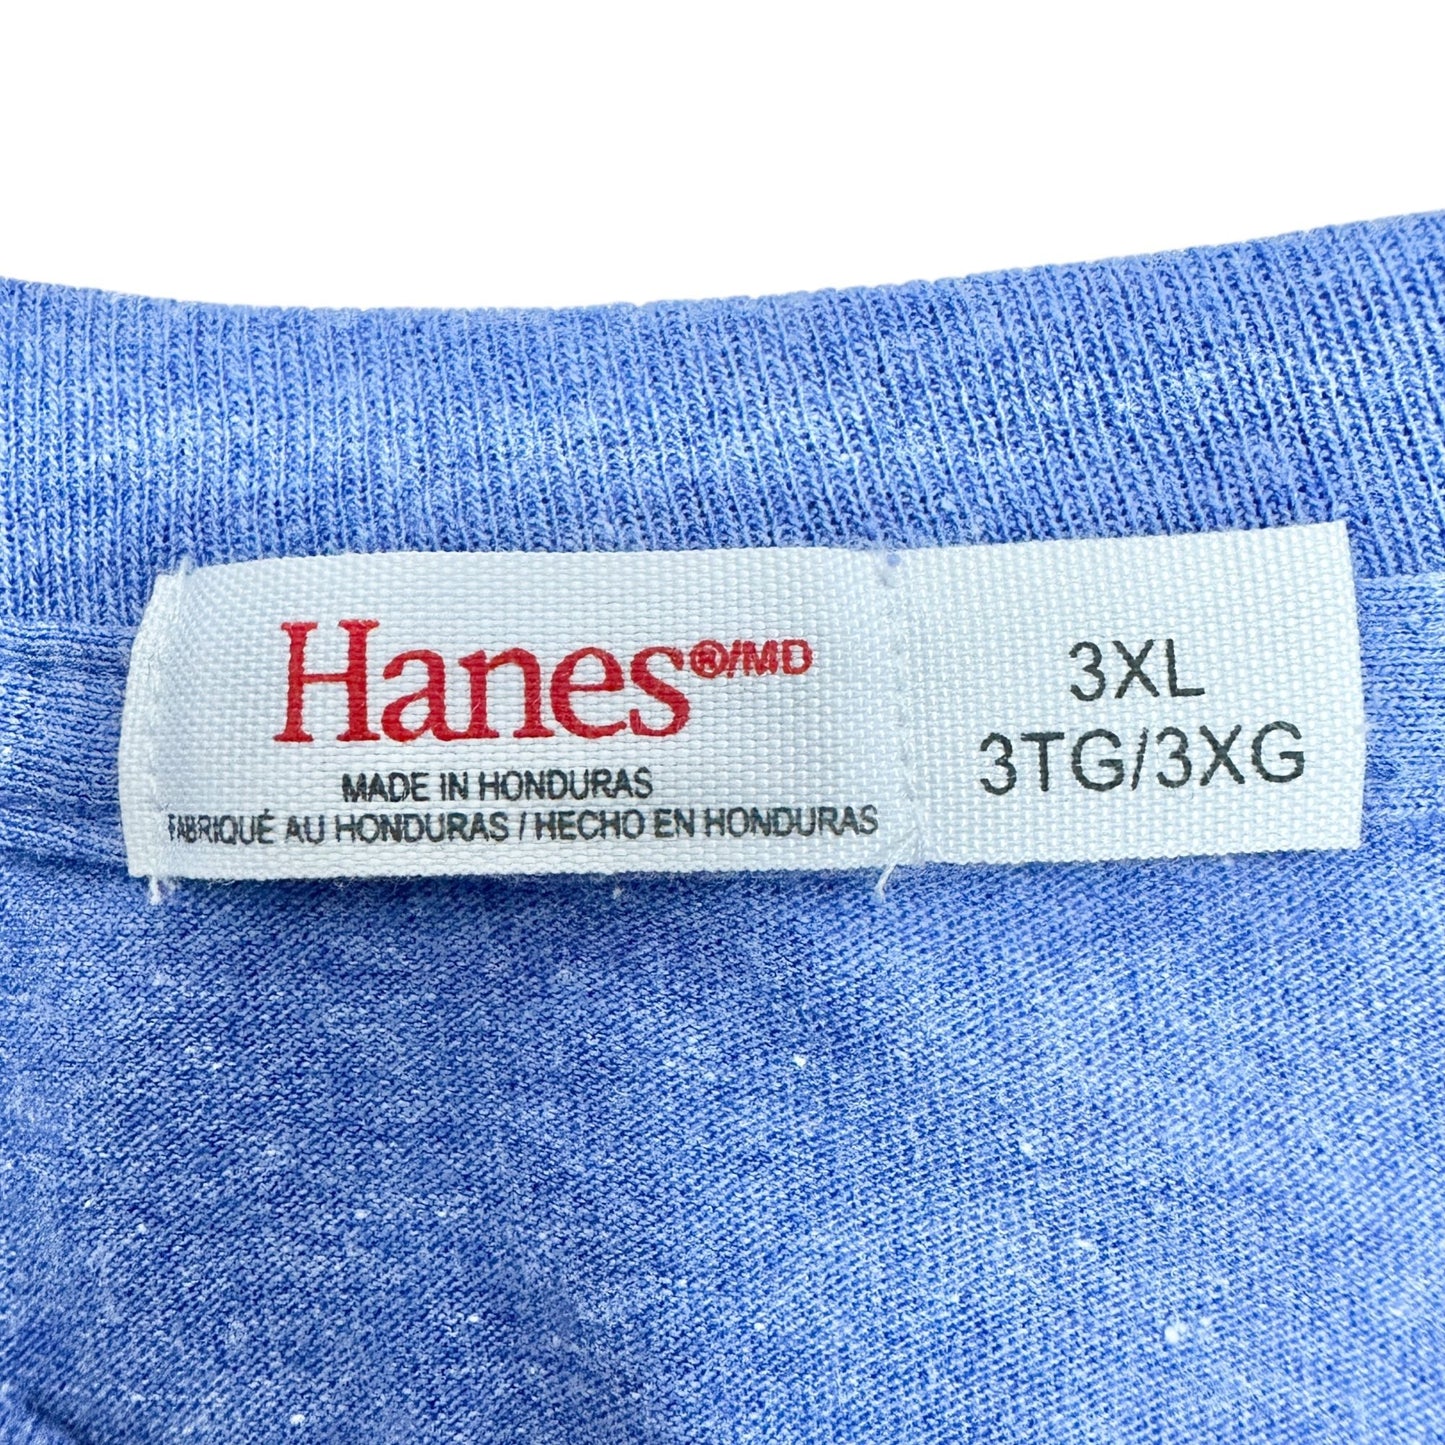 Hanes®/MD
MADE IN HONDURAS
FABRIQUÉ AU HONDURAS / HECHO EN HONDURAS
3XL
3TG/3XG